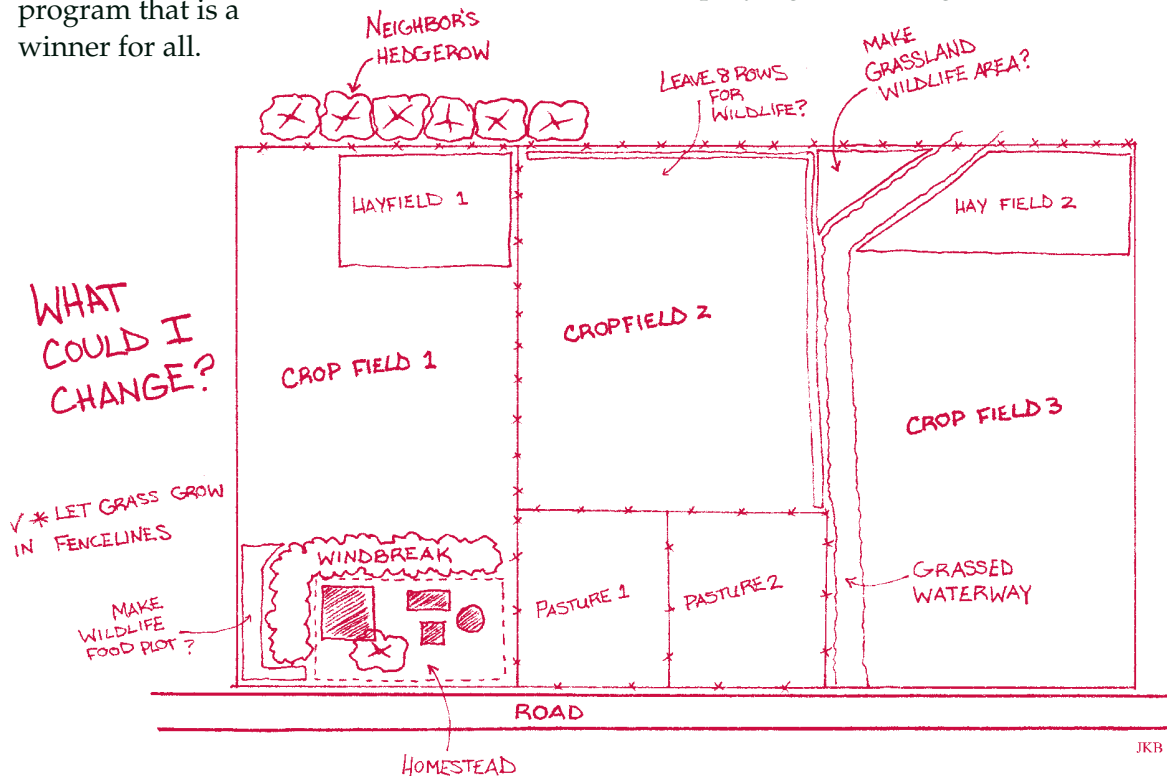 program that is a
winner for all.
NEIGHBOR'S
HEDGEROW
LEAVE 8 ROWS
FOR
WILDLIFE?
MAKE
GRASSLAND
WILDLIFE AREA?
HAYFIELD 1
HAY FIELD 2
WHAT
COULD I
CHANGE?
CROP FIELD 1
CROPFIELD 2
CROP FIELD 3
✓ * LET GRASS GROW
IN FENCELINES
WINDBREAK
MAKE
WILDLIFE
FOOD PLOT?
PASTURE 1
PASTURE 2
GRASSED
WATERWAY
ROAD
HOMESTEAD
JKB